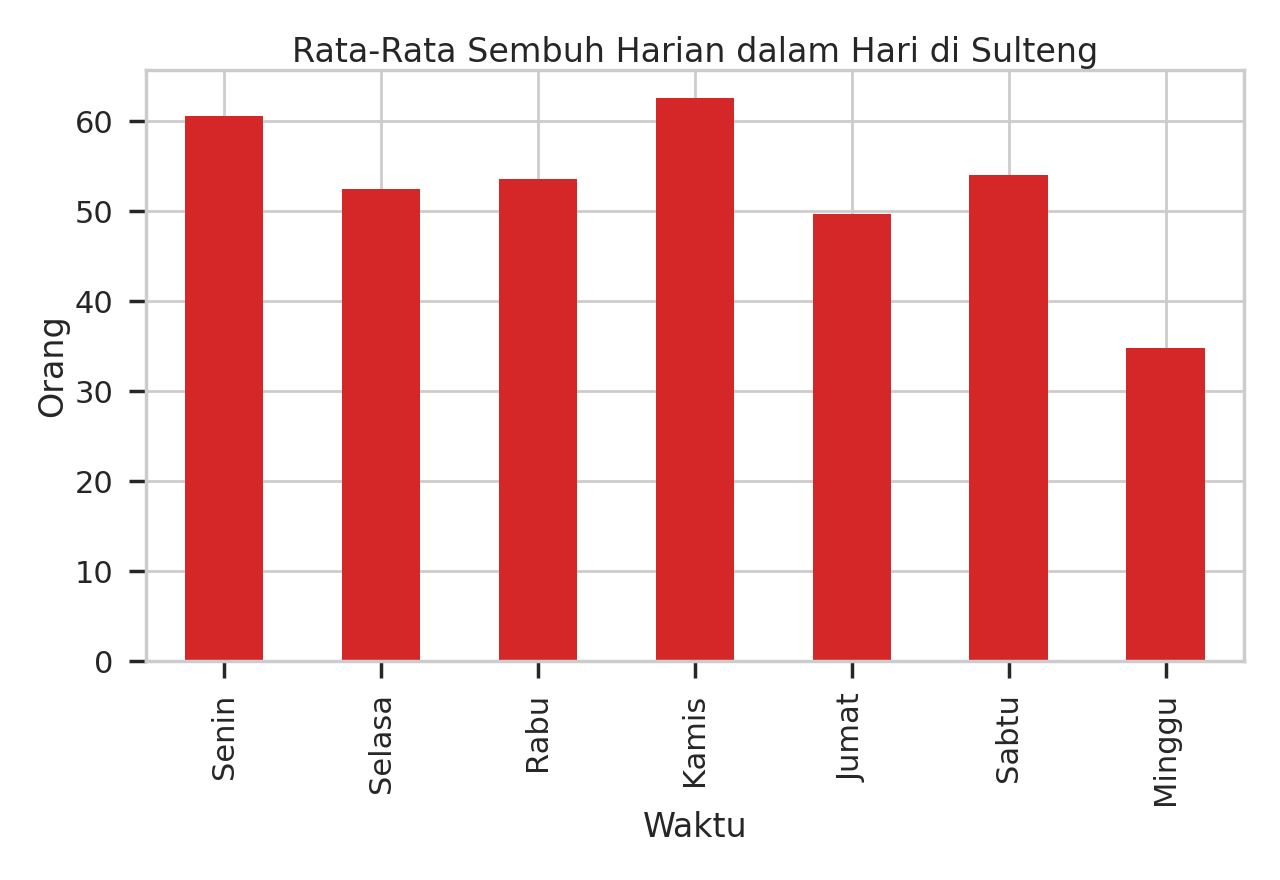 Rata-Rata Sembuh Harian dalam Hari di Sulteng
60
50
40
30
20
10
0
Orang
Senin
Selasa
Rabu
Kamis
Jumat
Sabtu
Minggu
Waktu